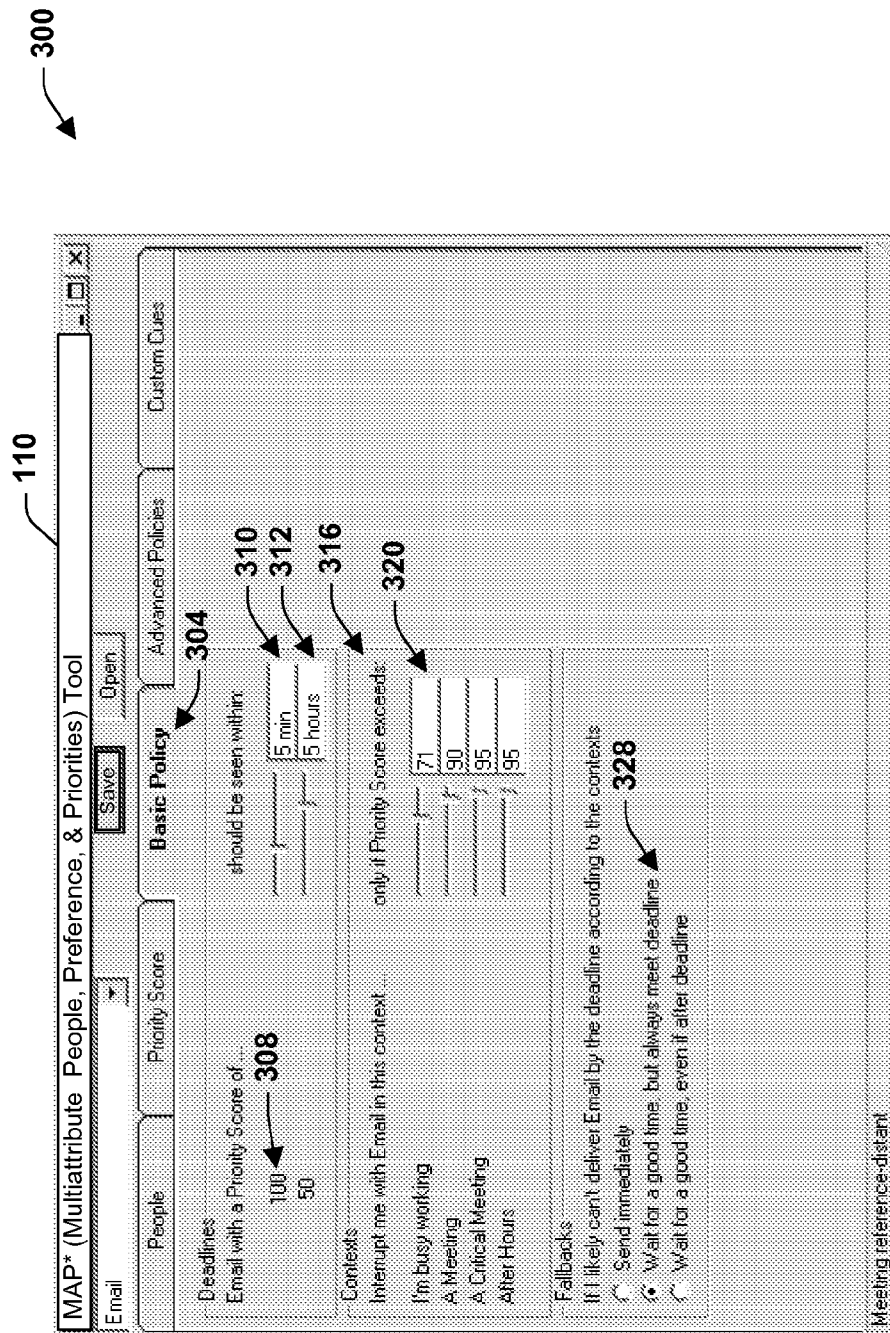 300
110
MAP* (Multiattribute People, Preference, & Priorities) Tool
Email
Save
Open
People
Priority Score
Basic Policy
Advanced Policies
Custom Cues
304
Deadlines
Email with a Priority Score of ...
should be seen within:
308
310
100
5 min
312
50
5 hours
316
Contexts
Interrupt me with Email in this context
only if Priority Score exceeds:
320
I'm busy working
71
A Meeting
90
A Critical Meeting
95
After Hours
95
Fallbacks
If I likely can't deliver Email by the deadline according to the contexts
Send immediately
Wait for a good time, but always meet deadline
328
Wait for a good time, even if after deadline
Meeting reference-distant